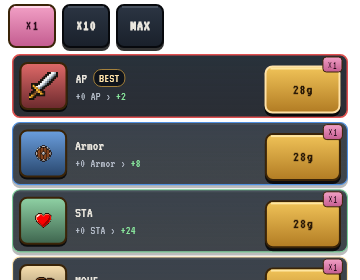 X1 X10 MAX
X1
AP BEST
+0 AP › +2
28g
X1
Armor
+0 Armor › +8
28g
X1
STA
+0 STA › +24
28g
X1